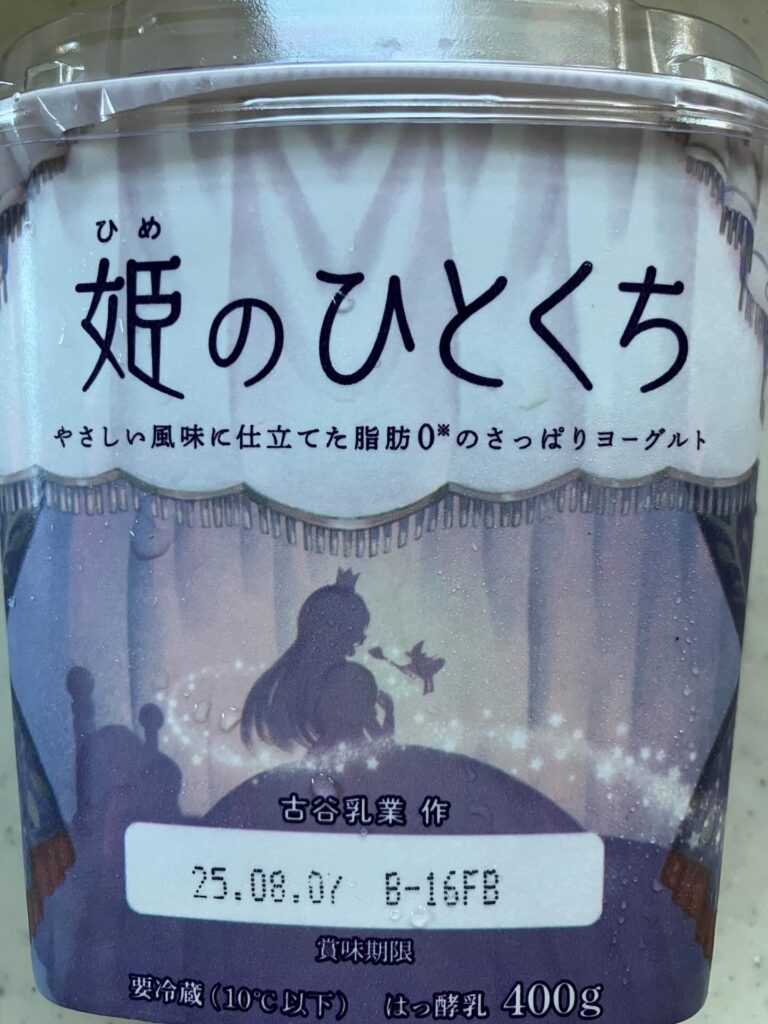 ひめ
姫のひとくち
やさしい風味に仕立てた脂肪0※のさっぱりヨーグルト
古谷乳業 作
25.08.07 B-16FB
賞味期限
要冷蔵(10℃以下) はっ酵乳 400g